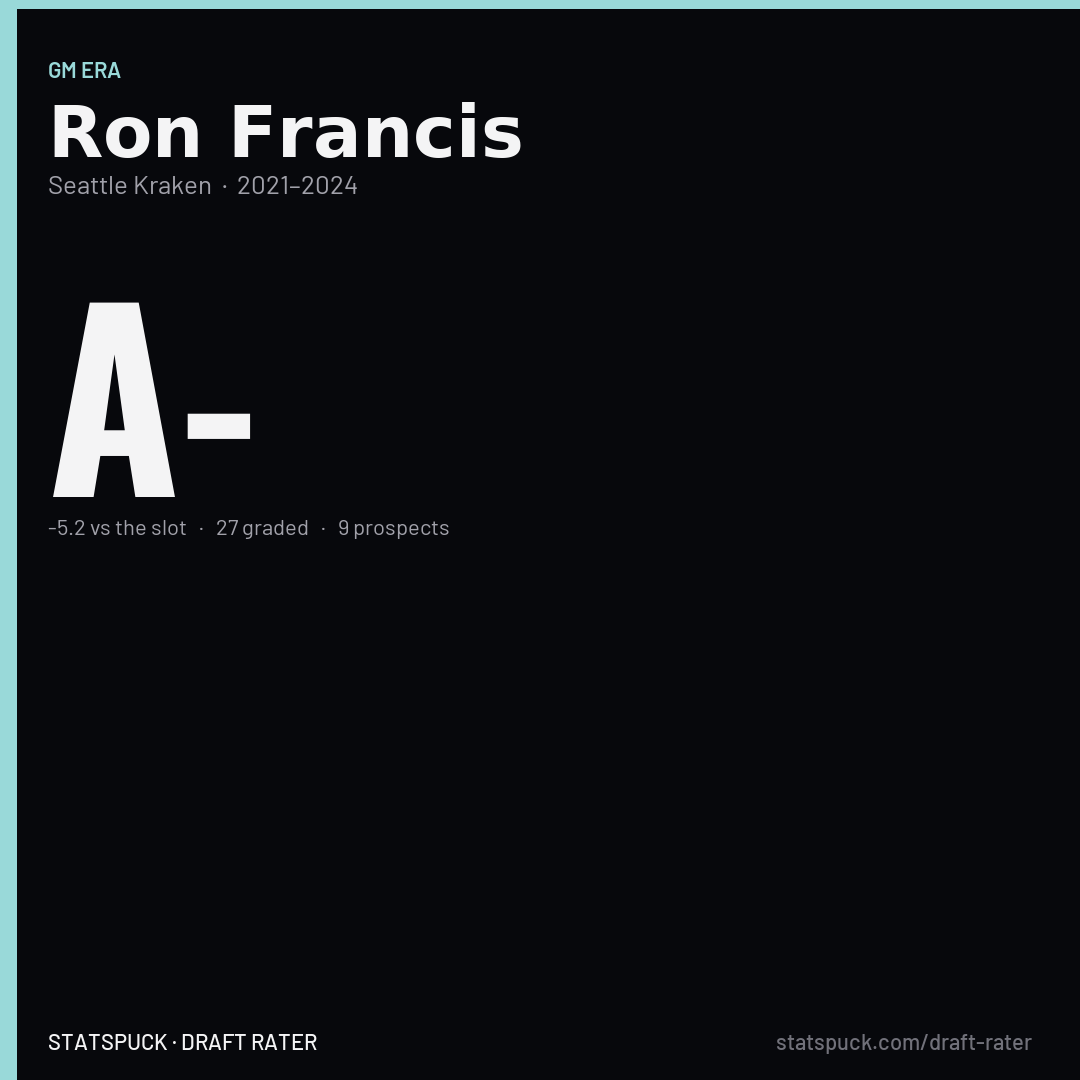 GM ERA
Ron Francis
Seattle Kraken · 2021–2024
A-
-5.2 vs the slot · 27 graded · 9 prospects
STATSPUCK · DRAFT RATER
statspuck.com/draft-rater